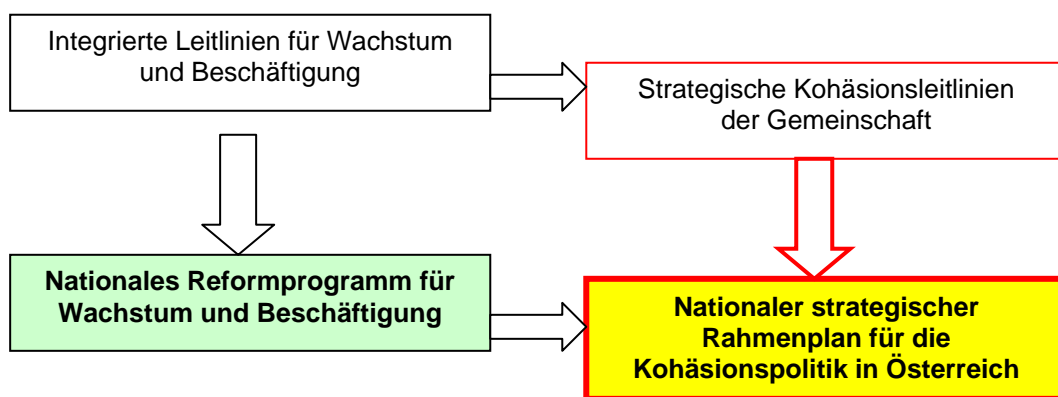 Integrierte Leitlinien für Wachstum
und Beschäftigung
Strategische Kohäsionsleitlinien
der Gemeinschaft
Nationales Reformprogramm für
Wachstum und Beschäftigung
Nationaler strategischer
Rahmenplan für die
Kohäsionspolitik in Österreich